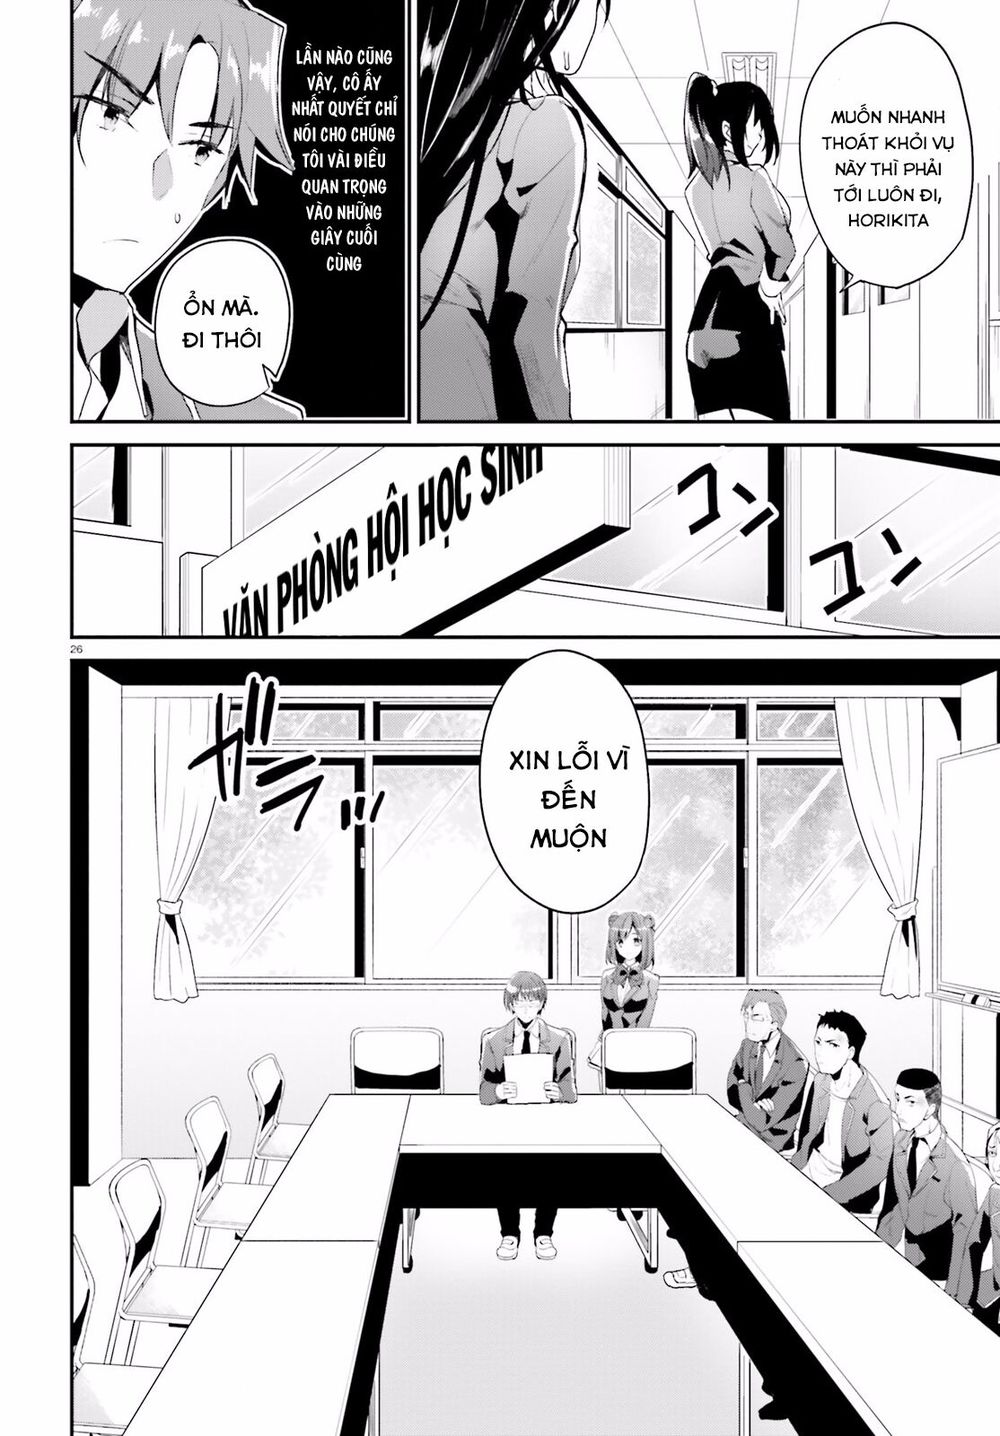 MUỐN NHANH
THOÁT KHỎI VỤ
NÀY THÌ PHẢI
TỚI LUÔN ĐI,
HORIKITA
LẦN NÀO CŨNG
VẬY, CÔ ẤY
NHẤT QUYẾT CHỈ
NÓI CHO CHÚNG
TÔI VÀI ĐIỀU
QUAN TRỌNG
VÀO NHỮNG
GIÂY CUỐI
CÙNG
ỔN MÀ.
ĐI THÔI
コン
コン
VĂN PHÒNG HỘI HỌC SINH
26
XIN LỖI VÌ
ĐẾN
MUỘN
ガラッ